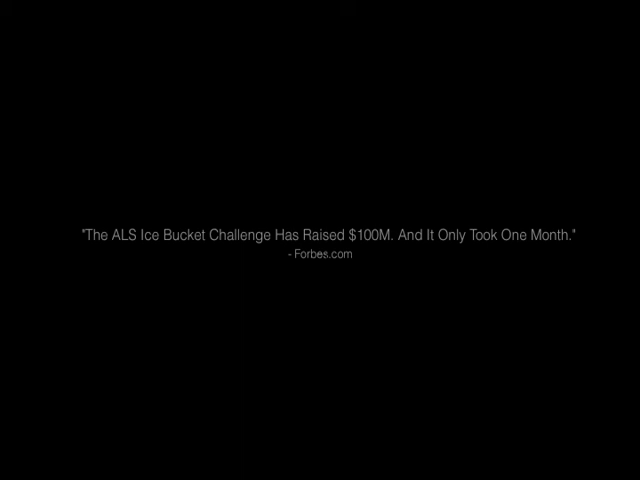 "The ALS Ice Bucket Challenge Has Raised $100M. And It Only Took One Month."
- Forbes.com